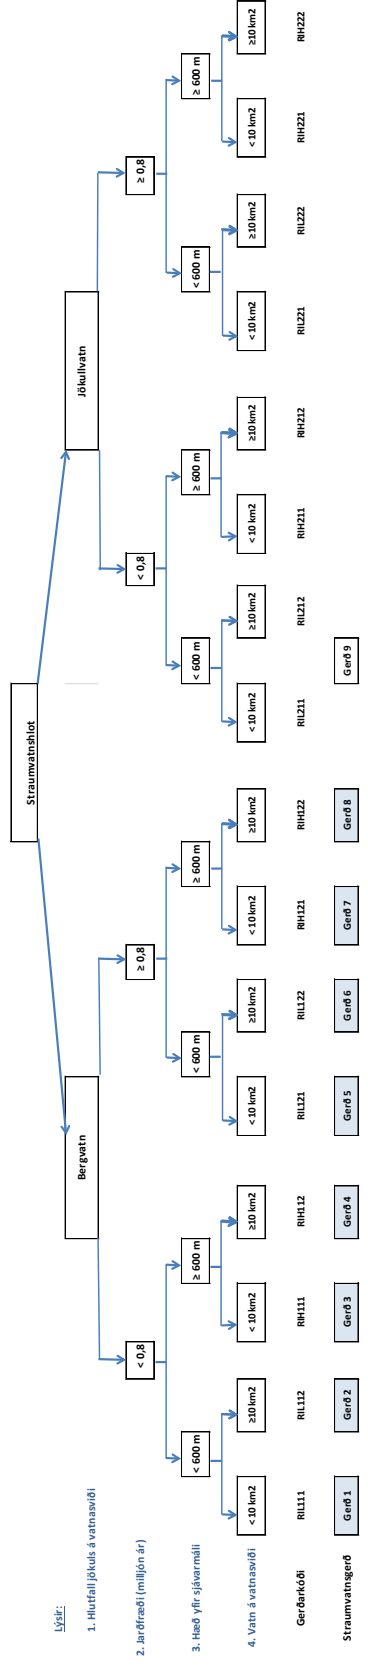 Straumvatnshlot
Lýsir:
1. Hlutfall jökuls á vatnasviði
Bergvatn
Jökullvatn
2. Jarðfræði (milljón ár)
< 0,8
≥ 0,8
< 0,8
≥ 0,8
3. Hæð yfir sjávarmáli
< 600 m
≥ 600 m
< 600 m
≥ 600 m
< 600 m
≥ 600 m
< 600 m
≥ 600 m
4. Vatn á vatnasviði
< 10 km2
≥10 km2
< 10 km2
≥10 km2
< 10 km2
≥10 km2
< 10 km2
≥10 km2
< 10 km2
≥10 km2
< 10 km2
≥10 km2
< 10 km2
≥10 km2
< 10 km2
≥10 km2
Gerðarkóði
RIL111
RIL112
RIH111
RIH112
RIL121
RIL122
RIH121
RIH122
RIL211
RIL212
RIH211
RIH212
RIL221
RIL222
RIH221
RIH222
Straumvatnsgerð
Gerð 1
Gerð 2
Gerð 3
Gerð 4
Gerð 5
Gerð 6
Gerð 7
Gerð 8
Gerð 9